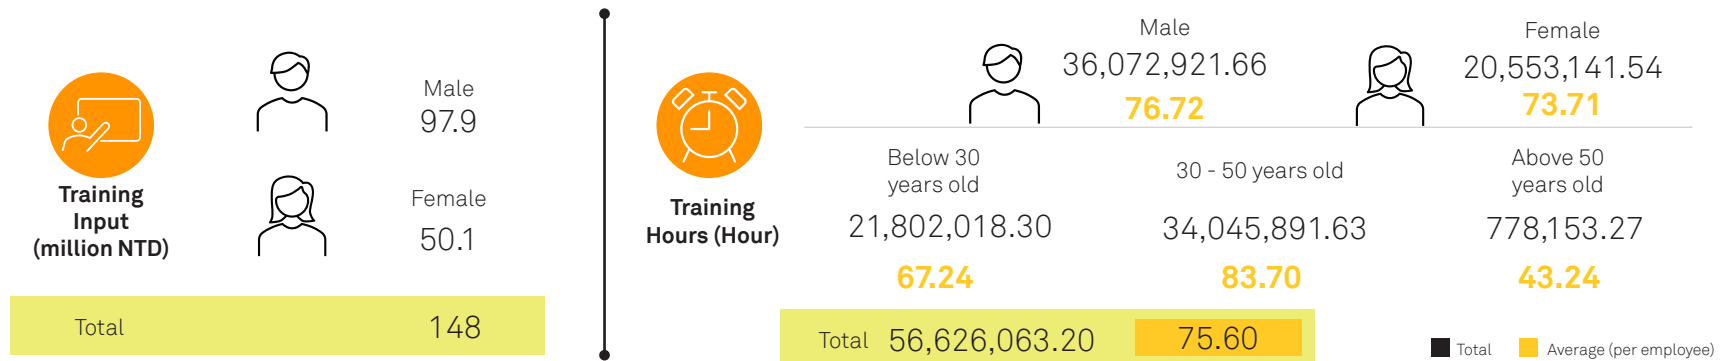 Training
Input
(million NTD)
Male
97.9
Female
50.1
Total 148
Training
Hours (Hour)
Male
36,072,921.66
76.72
Female
20,553,141.54
73.71
Below 30
years old
21,802,018.30
67.24
30 - 50 years old
34,045,891.63
83.70
Above 50
years old
778,153.27
43.24
Total 56,626,063.20 75.60
Total Average (per employee)